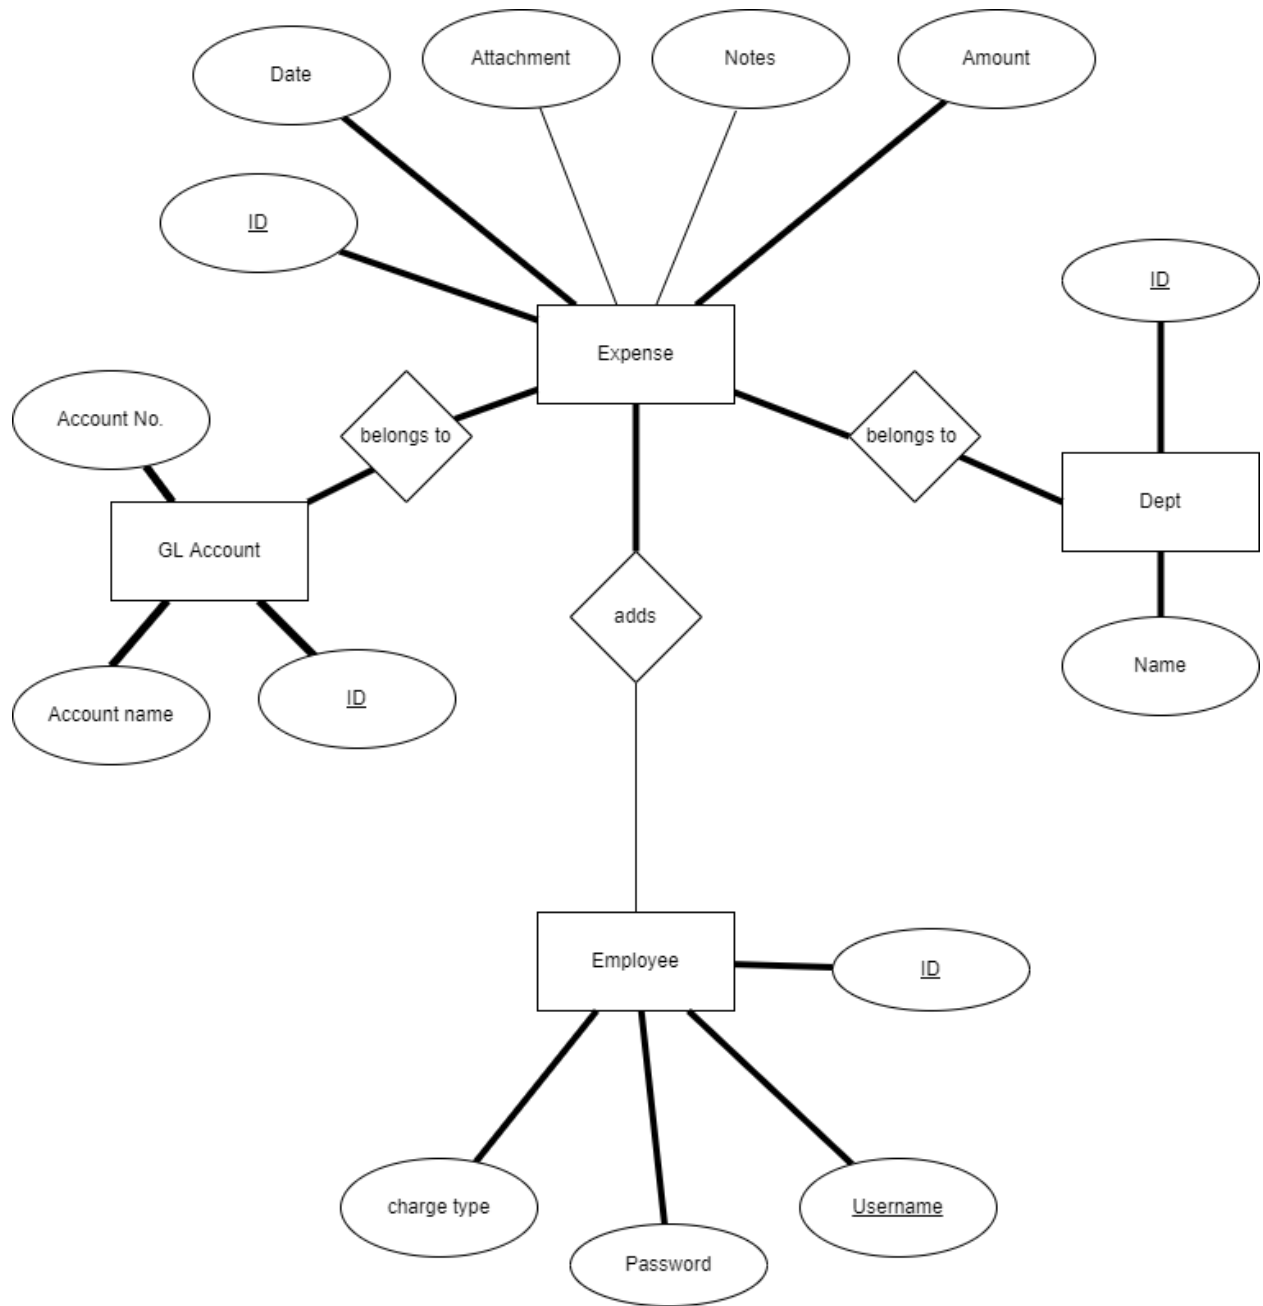 Date
Attachment
Notes
Amount
ID
ID
Expense
Account No.
belongs to
belongs to
Dept
GL Account
adds
Name
Account name
ID
Employee
ID
charge type
Username
Password